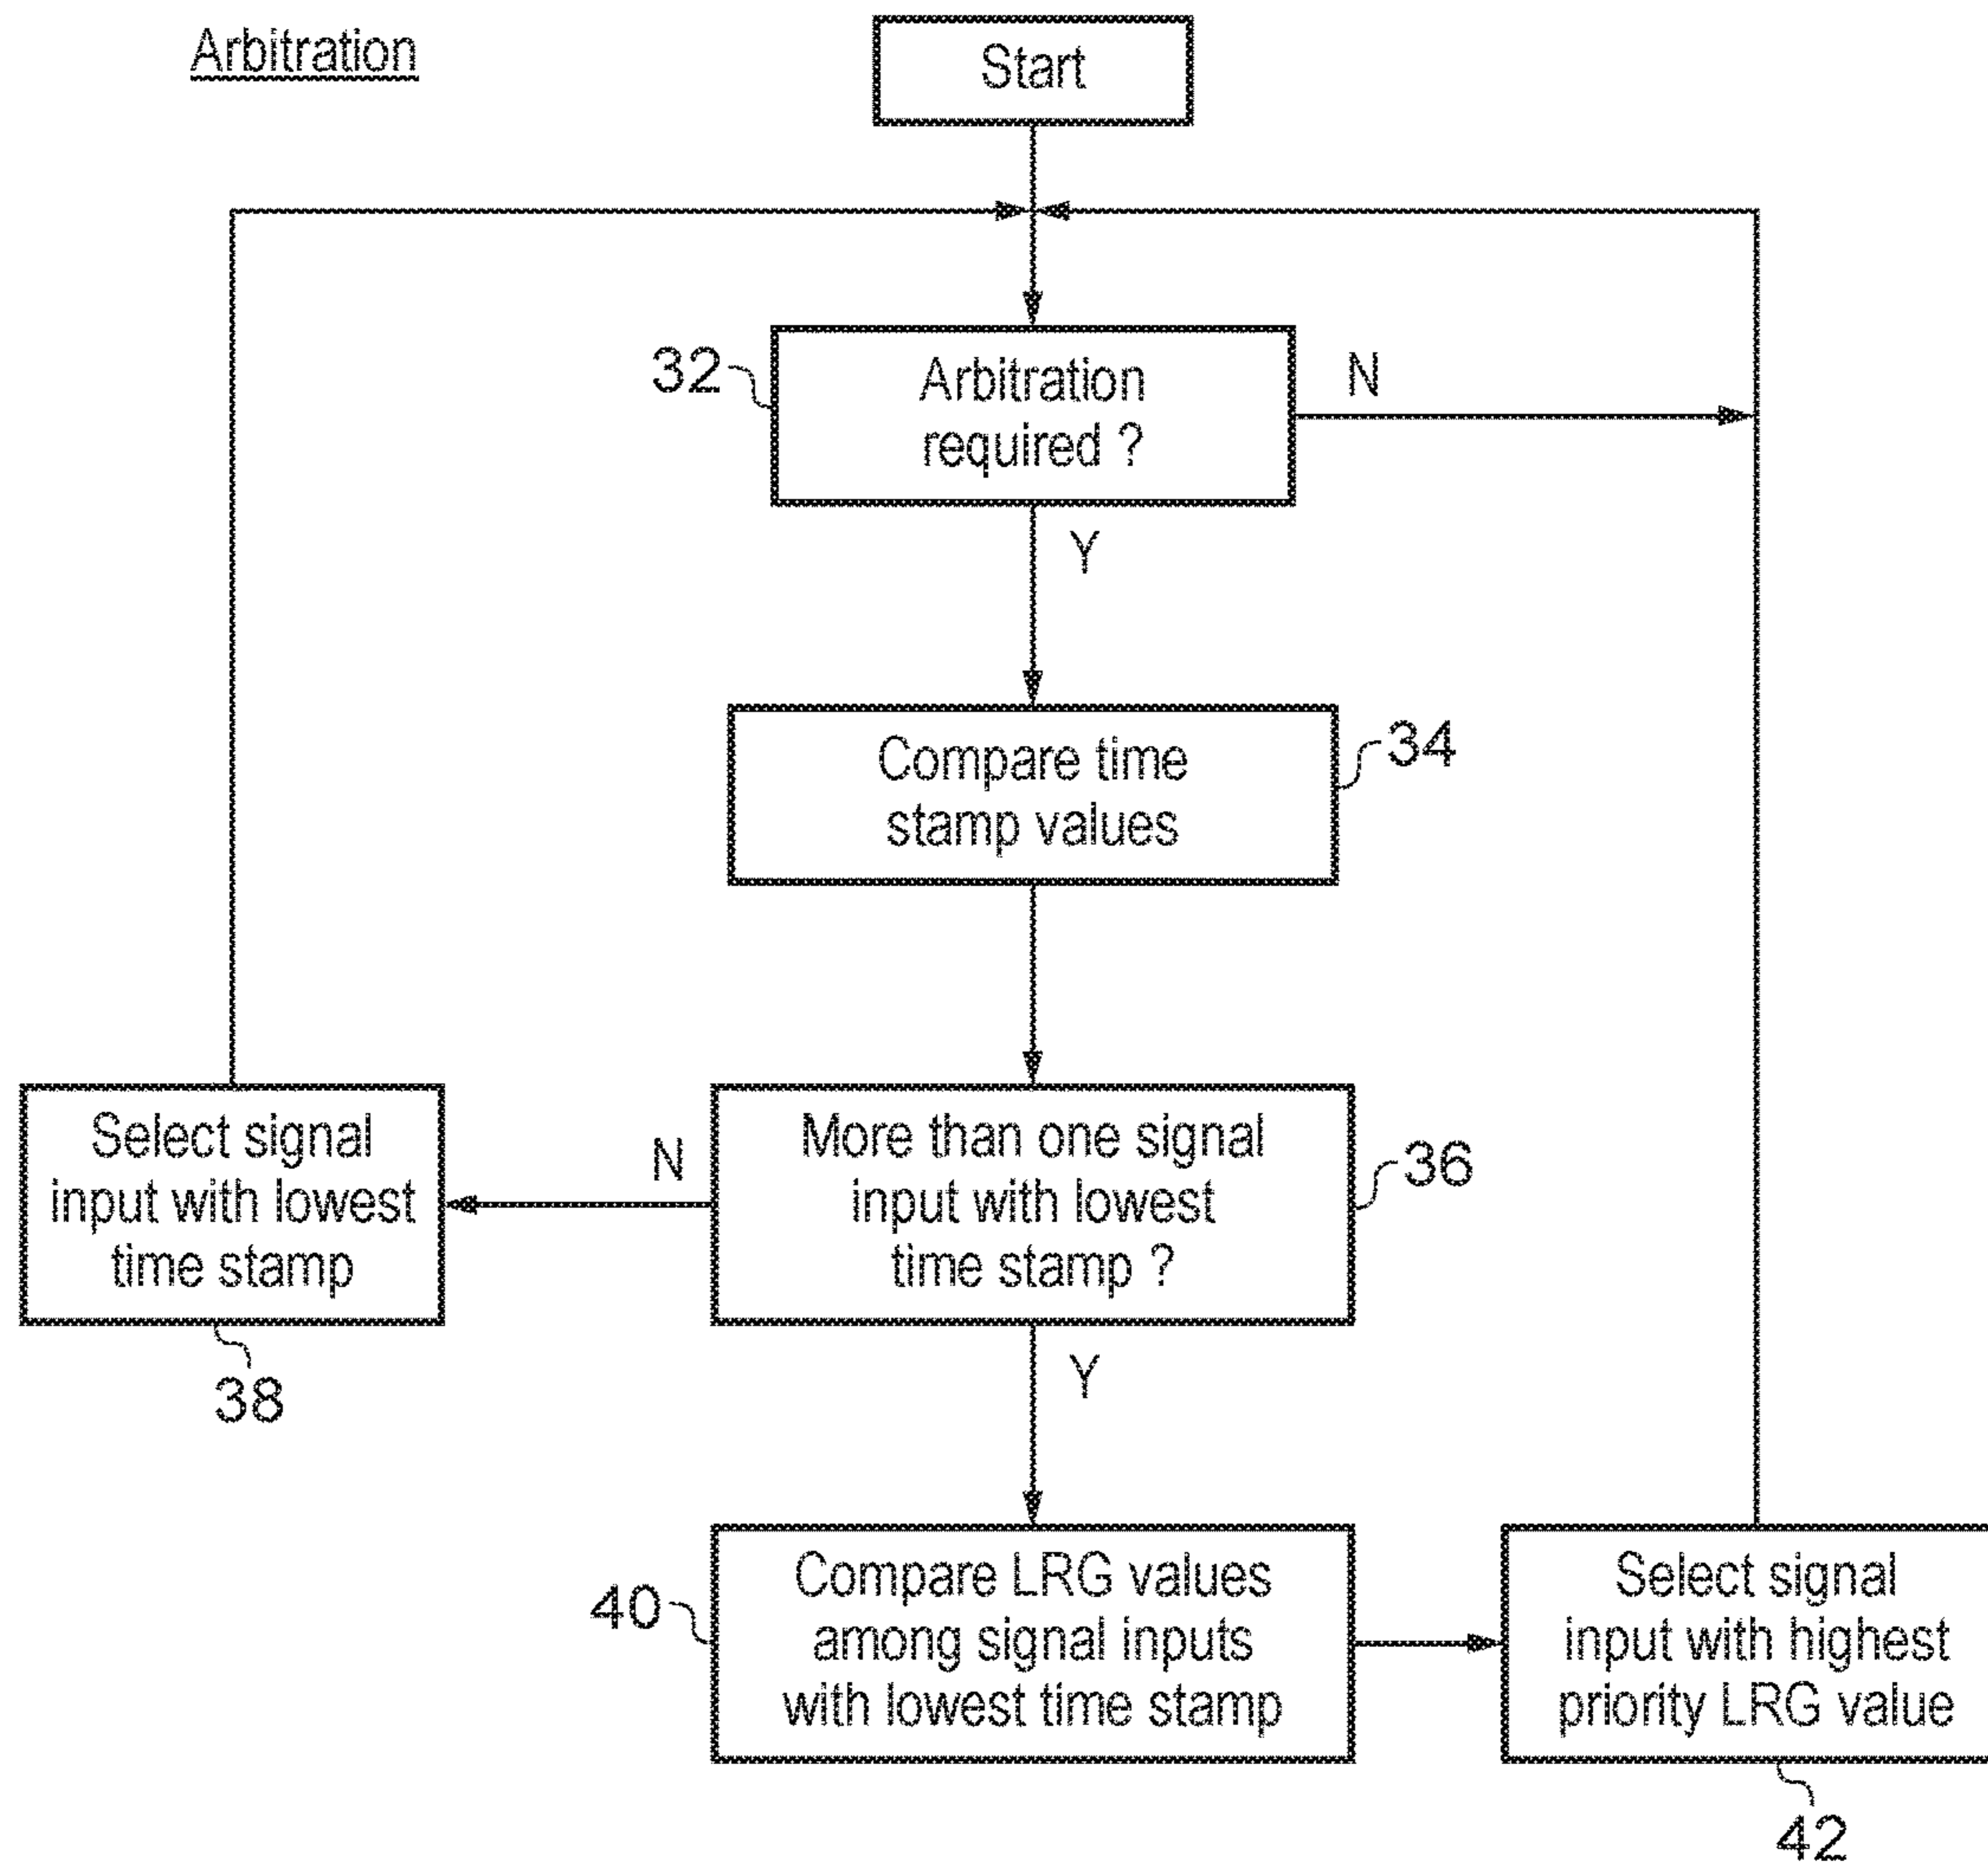 Arbitration
Start
32
Arbitration
required ?
N
Y
Compare time
stamp values
34
Select signal
input with lowest
time stamp
38
N
More than one signal
input with lowest
time stamp ?
36
Y
40
Compare LRG values
among signal inputs
with lowest time stamp
Select signal
input with highest
priority LRG value
42